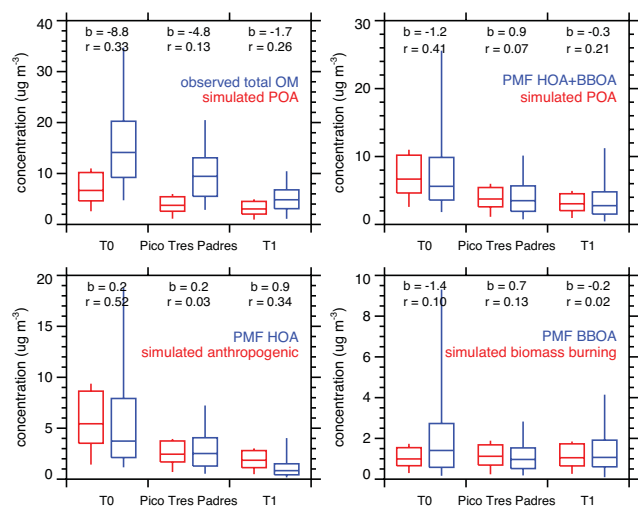 b = -8.8 b = -4.8 b = -1.7
r = 0.33 r = 0.13 r = 0.26
observed total OM
simulated POA
concentration (ug m-3)
40
30
20
10
0
T0 Pico Tres Padres T1
b = -1.2 b = 0.9 b = -0.3
r = 0.41 r = 0.07 r = 0.21
PMF HOA+BBOA
simulated POA
concentration (ug m-3)
30
20
10
0
T0 Pico Tres Padres T1
b = 0.2 b = 0.2 b = 0.9
r = 0.52 r = 0.03 r = 0.34
PMF HOA
simulated anthropogenic
concentration (ug m-3)
20
15
10
5
0
T0 Pico Tres Padres T1
b = -1.4 b = 0.7 b = -0.2
r = 0.10 r = 0.13 r = 0.02
PMF BBOA
simulated biomass burning
concentration (ug m-3)
10
8
6
4
2
0
T0 Pico Tres Padres T1